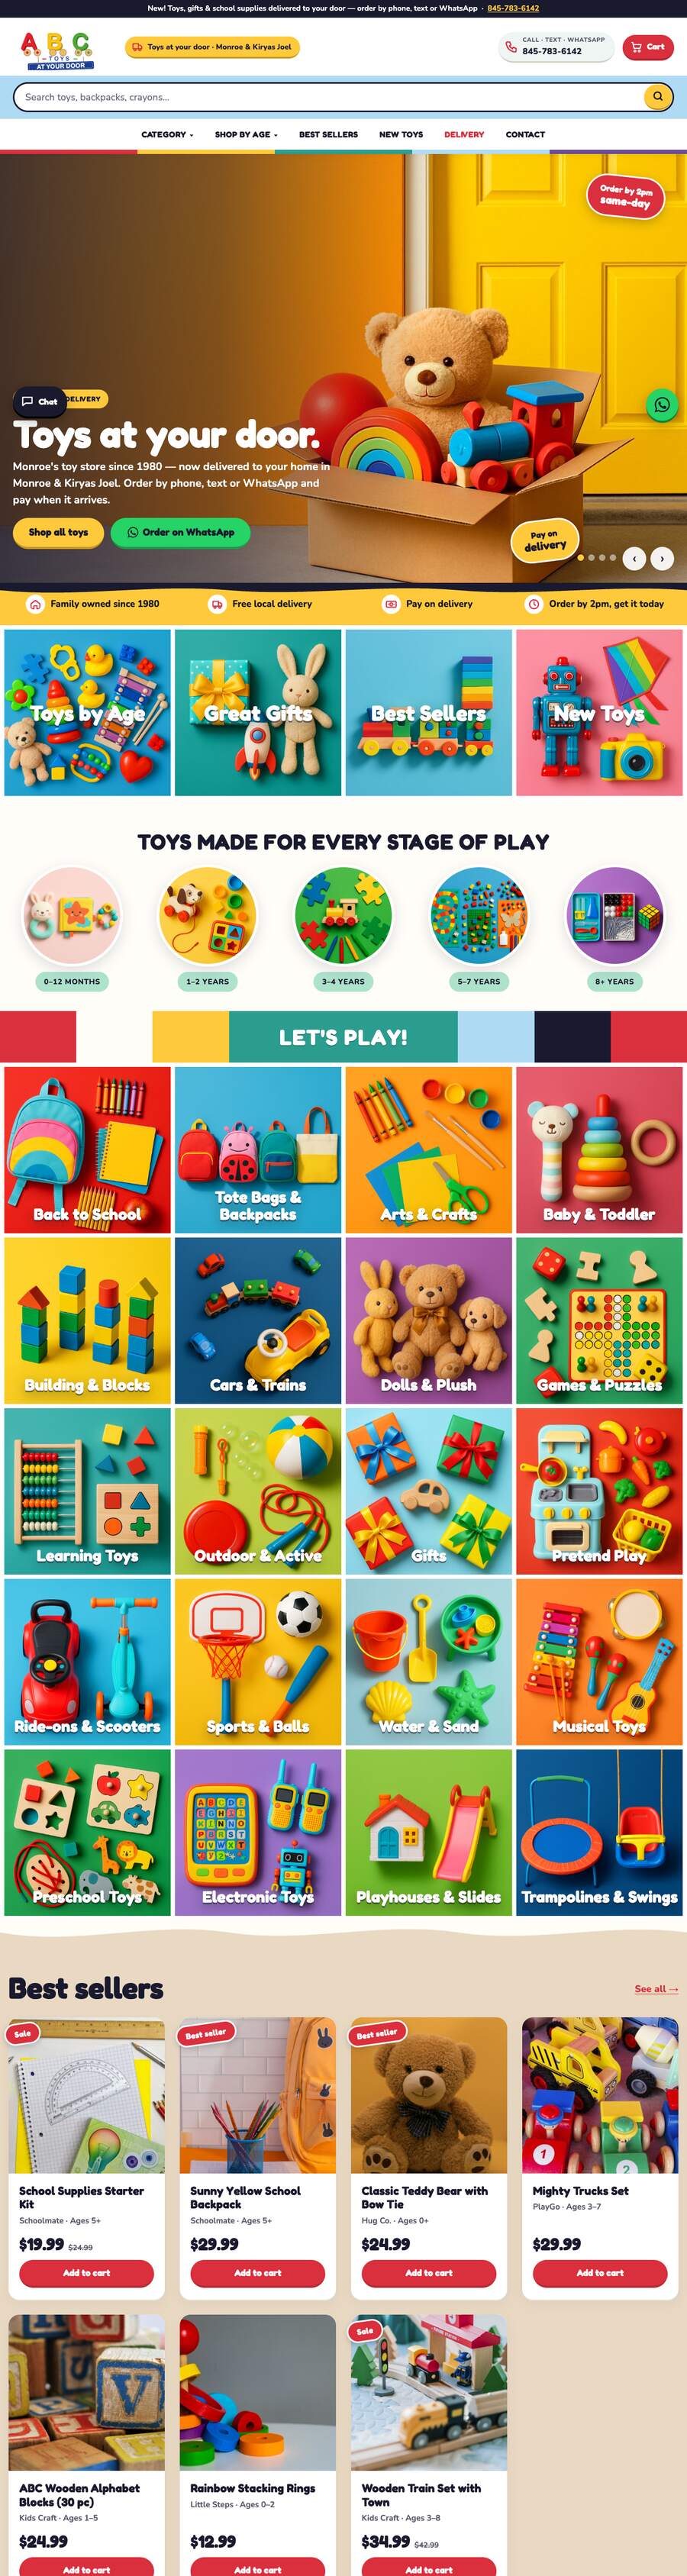 New! Toys, gifts & school supplies delivered to your door — order by phone, text or WhatsApp · 845-783-6142
ABC
TOYS
AT YOUR DOOR
Toys at your door · Monroe & Kiryas Joel
CALL · TEXT · WHATSAPP
845-783-6142
Cart
Search toys, backpacks, crayons...
CATEGORY
SHOP BY AGE
BEST SELLERS
NEW TOYS
DELIVERY
CONTACT
Order by 2pm
same-day
Chat
DELIVERY
Toys at your door.
Monroe's toy store since 1980 — now delivered to your home in
Monroe & Kiryas Joel. Order by phone, text or WhatsApp and
pay when it arrives.
Shop all toys
Order on WhatsApp
Pay on
delivery
Family owned since 1980
Free local delivery
Pay on delivery
Order by 2pm, get it today
Toys by Age
Great Gifts
Best Sellers
New Toys
TOYS MADE FOR EVERY STAGE OF PLAY
0–12 MONTHS
1–2 YEARS
3–4 YEARS
5–7 YEARS
8+ YEARS
LET'S PLAY!
Back to School
Tote Bags &
Backpacks
Arts & Crafts
Baby & Toddler
Building & Blocks
Cars & Trains
Dolls & Plush
Games & Puzzles
Learning Toys
Outdoor & Active
Gifts
Pretend Play
Ride-ons & Scooters
Sports & Balls
Water & Sand
Musical Toys
Preschool Toys
Electronic Toys
Playhouses & Slides
Trampolines & Swings
Best sellers
See all →
Sale
Best seller
Best seller
1
2
School Supplies Starter
Kit
Schoolmate · Ages 5+
$19.99 $24.99
Add to cart
Sunny Yellow School
Backpack
Schoolmate · Ages 5+
$29.99
Add to cart
Classic Teddy Bear with
Bow Tie
Hug Co. · Ages 0+
$24.99
Add to cart
Mighty Trucks Set
PlayGo · Ages 3–7
$29.99
Add to cart
Sale
V
ABC Wooden Alphabet
Blocks (30 pc)
Kids Craft · Ages 1–5
$24.99
Add to cart
Rainbow Stacking Rings
Little Steps · Ages 0–2
$12.99
Add to cart
Wooden Train Set with
Town
Kids Craft · Ages 3–8
$34.99 $42.99
Add to cart